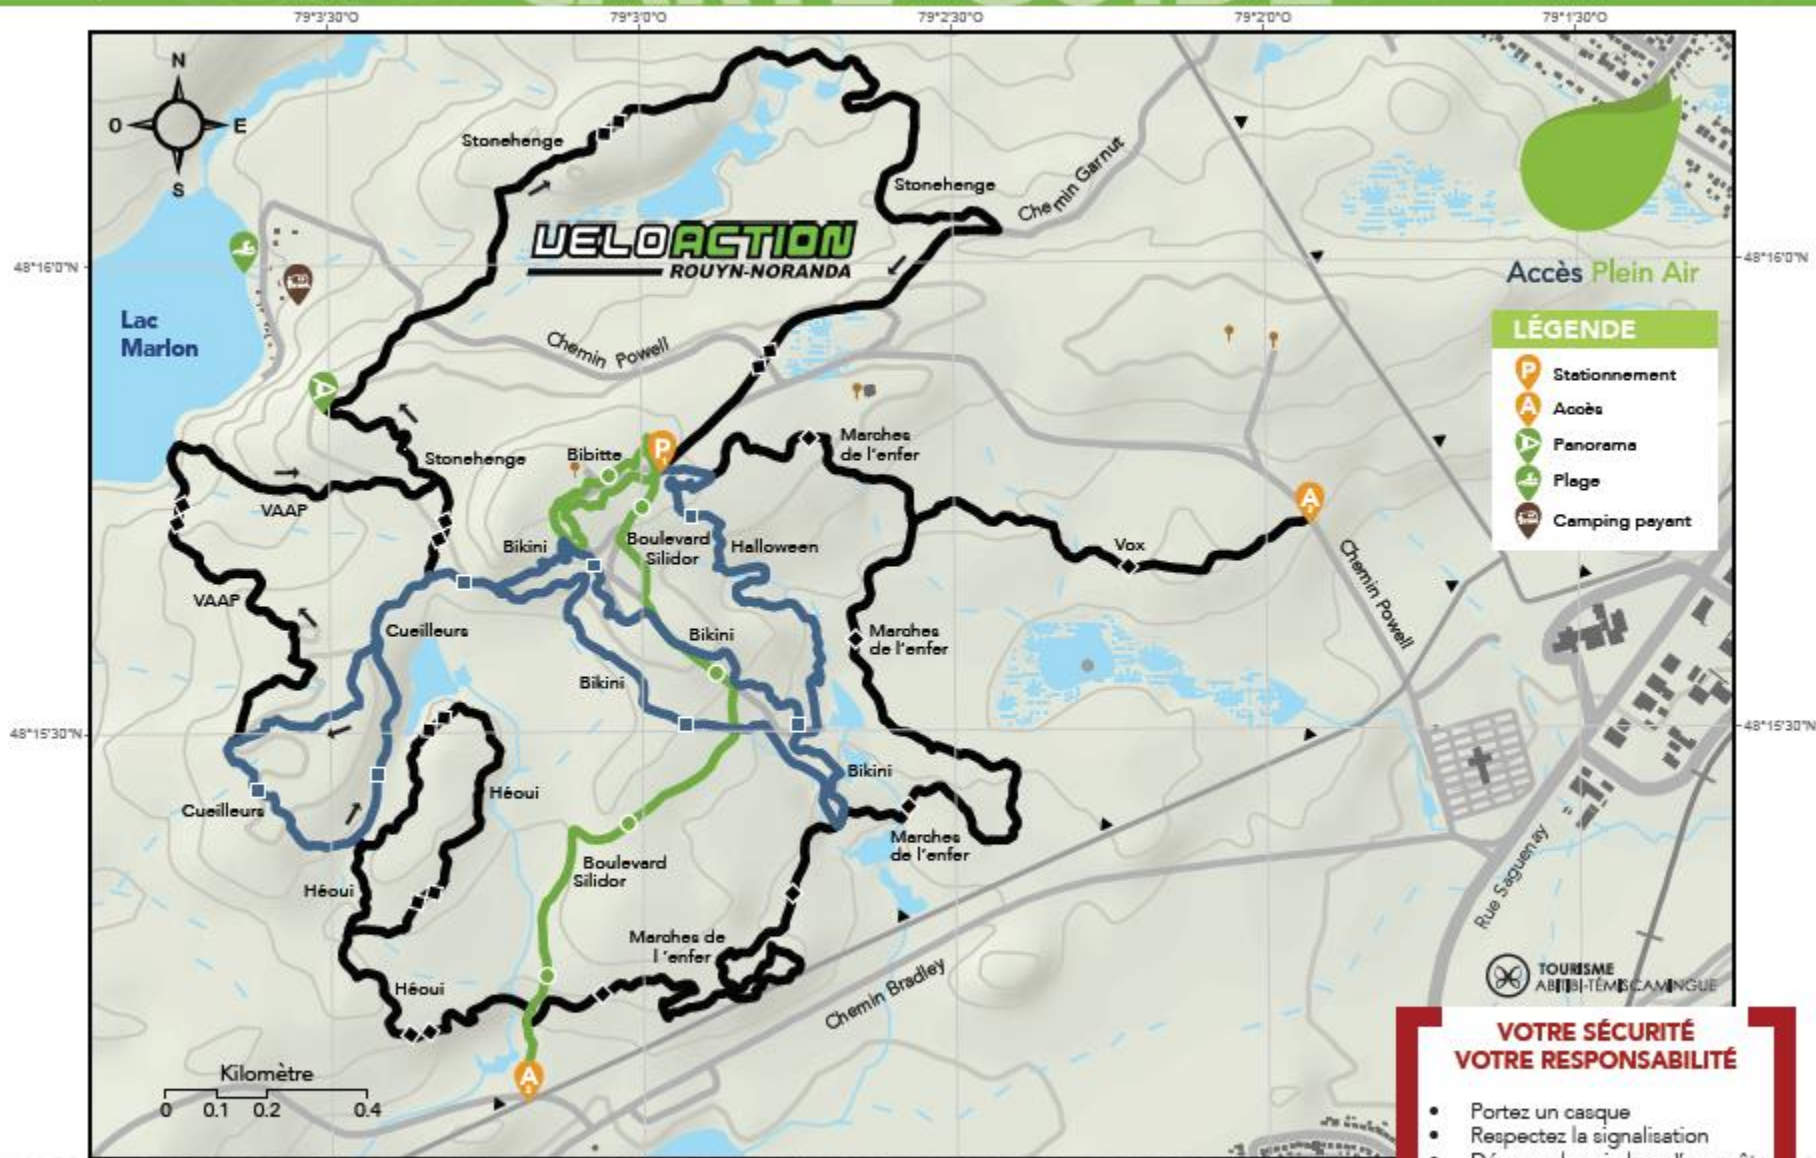 CARTE GUIDE
79°3'30"O
79°3'0"O
79°2'30"O
79°2'0"O
79°1'30"O
N
O
E
S
Stonehenge
Stonehenge
Chemin Garnut
VELOACTION
ROUYN-NORANDA
48°16'0"N
48°16'0"N
Accès Plein Air
Lac
Marlon
Chemin Powell
LÉGENDE
P Stationnement
A Accès
Panorama
Plage
Camping payant
P
Marches
de l'enfer
Stonehenge
Bibitte
A
VAAP
Bikini
Boulevard
Silidor
Halloween
Vox
Chemin Powell
VAAP
Cueilleurs
Bikini
Marches
de l'enfer
Bikini
48°15'30"N
48°15'30"N
Bikini
Héoui
Cueilleurs
Marches
de l'enfer
Boulevard
Silidor
Héoui
Rue Saguenay
Marches de
l'enfer
Héoui
Chemin Bradley
TOURISME
ABITIBI-TÉMISCAMINGUE
VOTRE SÉCURITÉ
VOTRE RESPONSABILITÉ
Kilomètre
0 0.1 0.2 0.4
A
• Portez un casque
• Respectez la signalisation